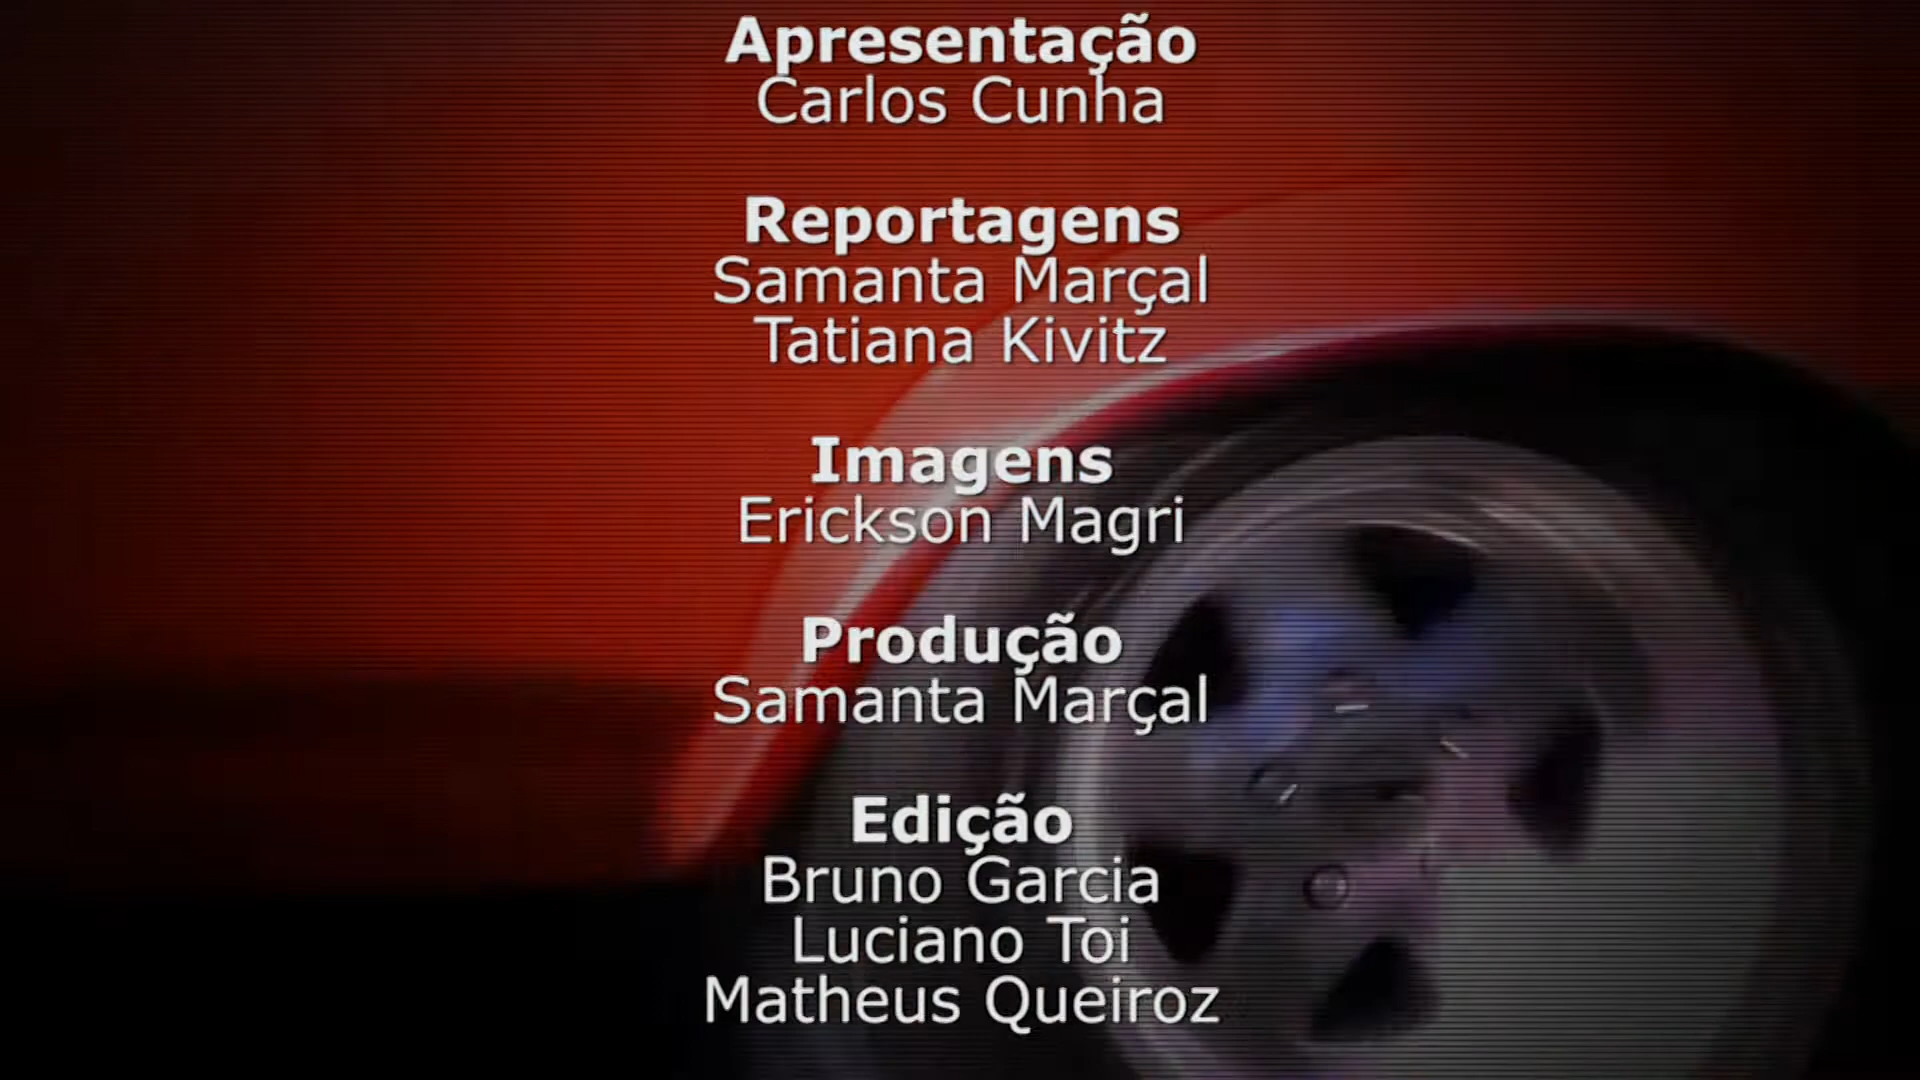 Apresentação
Carlos Cunha
Reportagens
Samanta Marçal
Tatiana Kivitz
Imagens
Erickson Magri
Produção
Samanta Marçal
Edição
Bruno Garcia
Luciano Toi
Matheus Queiroz